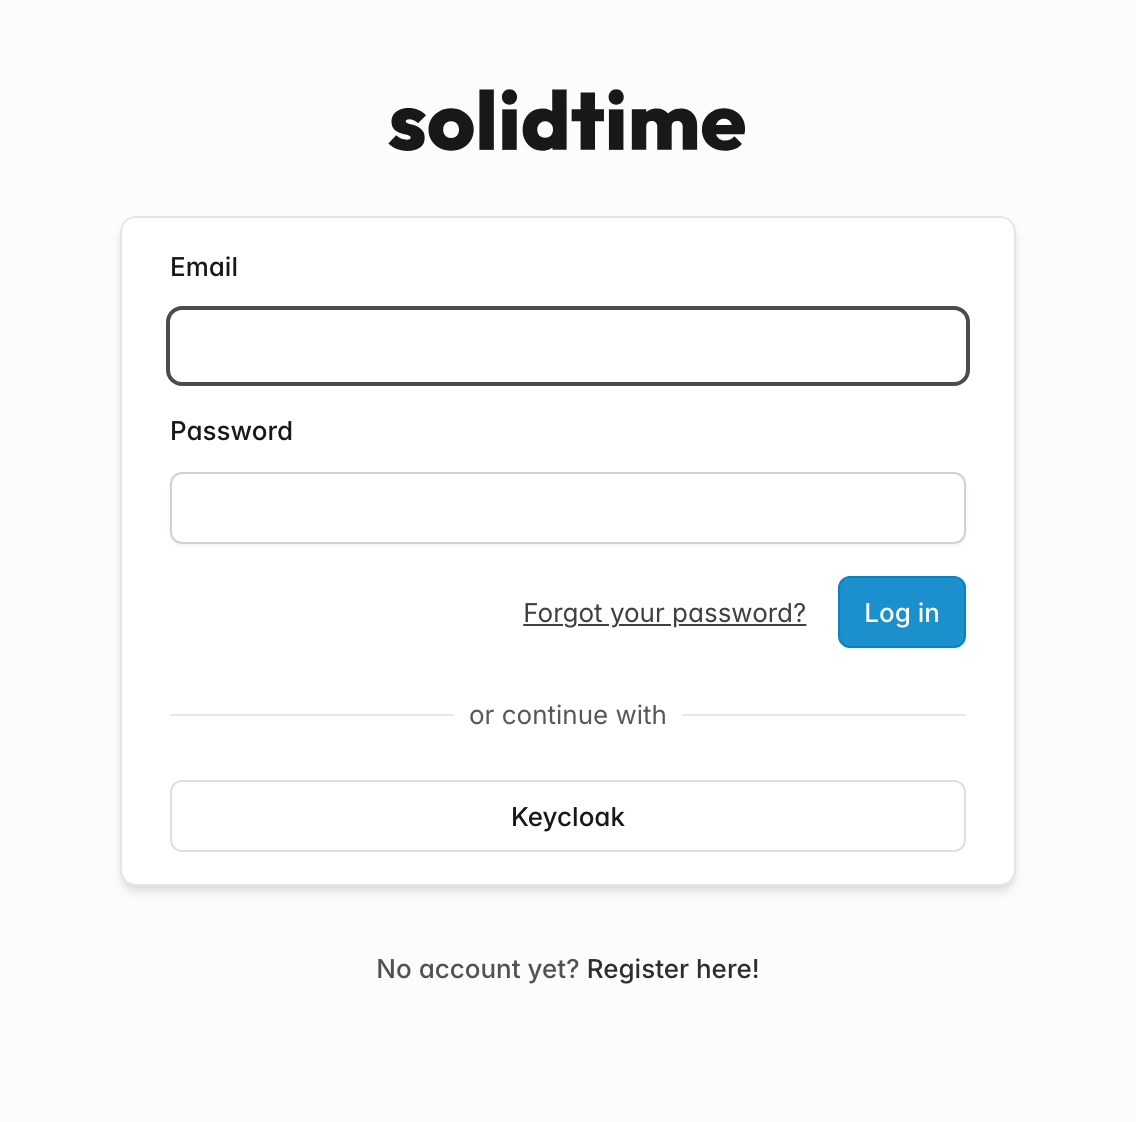 solidtime
Email
Password
Forgot your password? Log in
or continue with
Keycloak
No account yet? Register here!